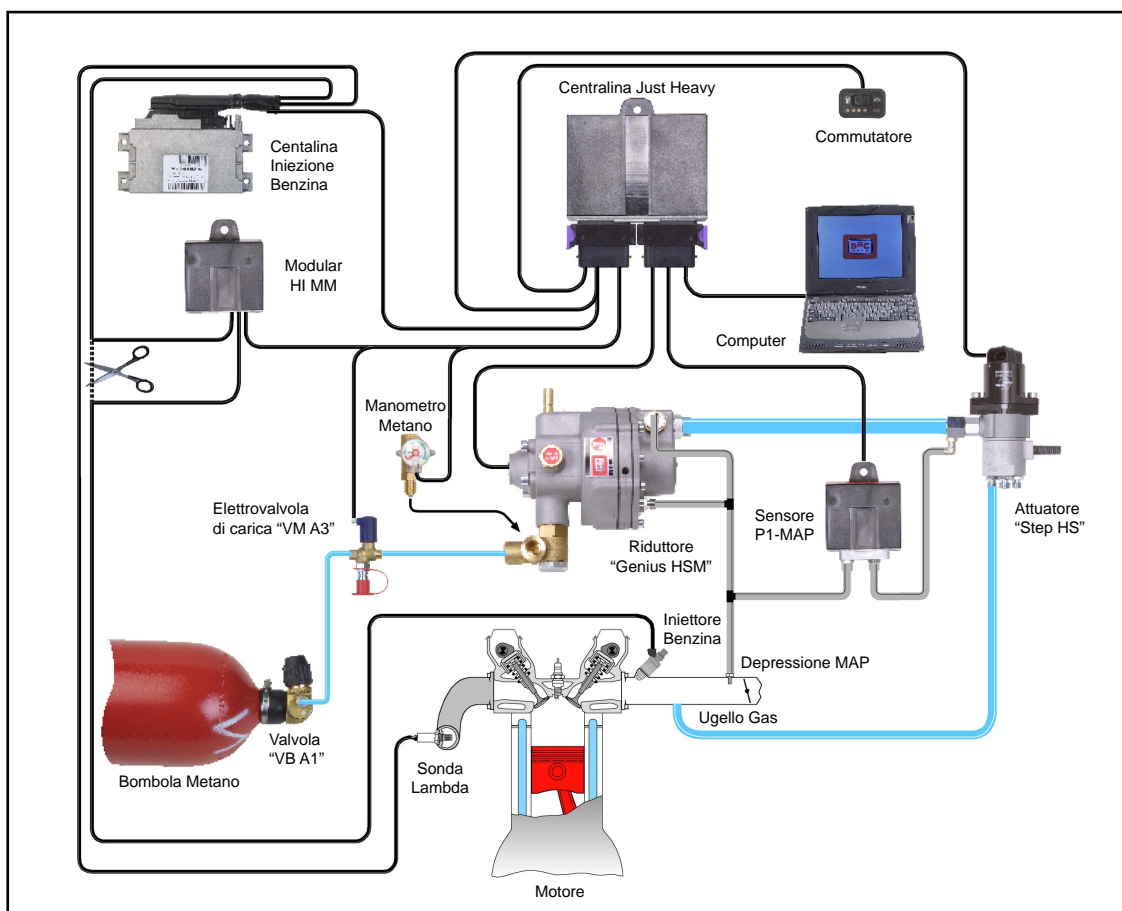 Centralina Just Heavy
Commutatore
Centalina
Iniezione
Benzina
Modular
HI MM
BRC
Computer
Manometro
Metano
Elettrovalvola
di carica “VM A3”
Riduttore
“Genius HSM”
Sensore
P1-MAP
Attuatore
“Step HS”
Iniettore
Benzina
Depressione MAP
Ugello Gas
Valvola
“VB A1”
Bombola Metano
Sonda
Lambda
Motore